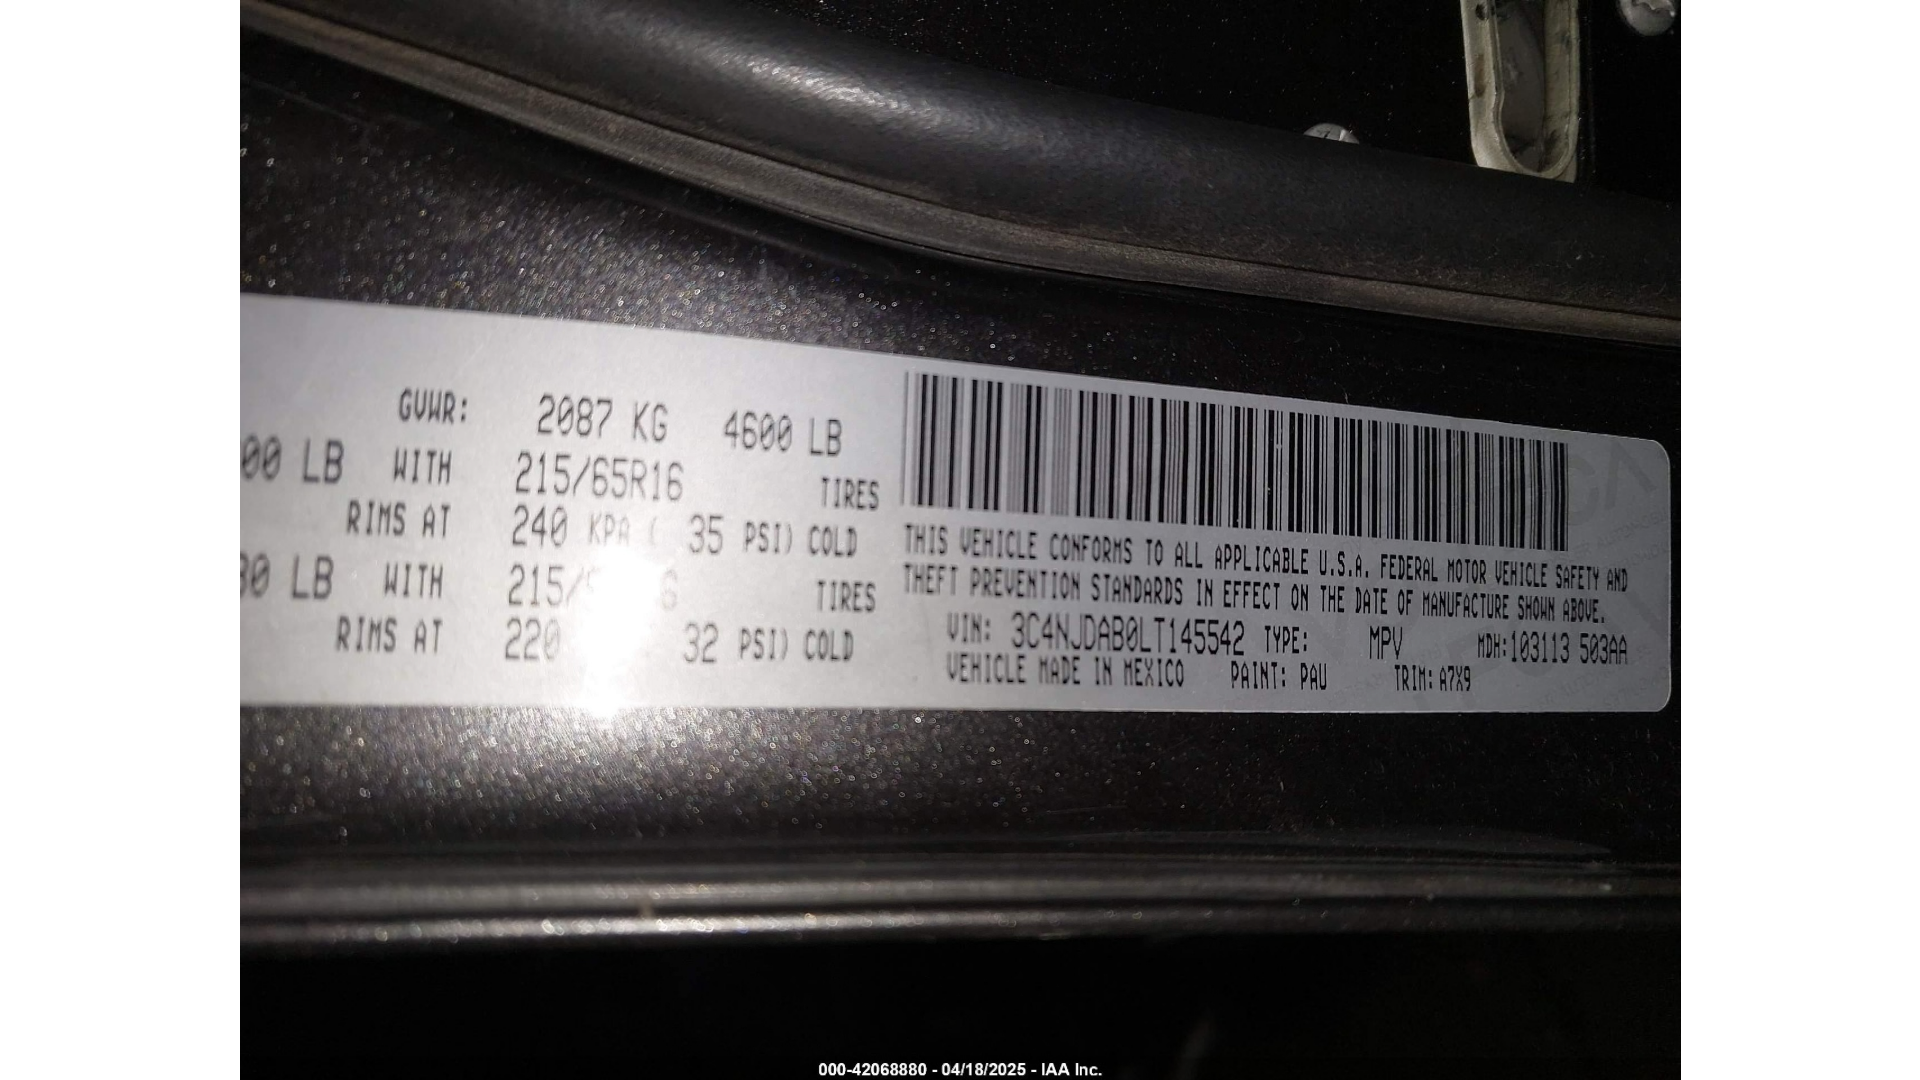 GVWR: 2087 KG 4600 LB
00 LB WITH 215/65R16 TIRES
RIMS AT 240 KPA ( 35 PSI) COLD
30 LB WITH 215/ TIRES
RIMS AT 220 32 PSI) COLD
THIS VEHICLE CONFORMS TO ALL APPLICABLE U.S.A. FEDERAL MOTOR VEHICLE SAFETY AND
THEFT PREVENTION STANDARDS IN EFFECT ON THE DATE OF MANUFACTURE SHOWN ABOVE.
VIN: 3C4NJDAB0LT145542 TYPE: MPV MDH:103113 503AA
VEHICLE MADE IN MEXICO PAINT: PAU TRIM: A7X9
000-42068880 - 04/18/2025 - IAA Inc.